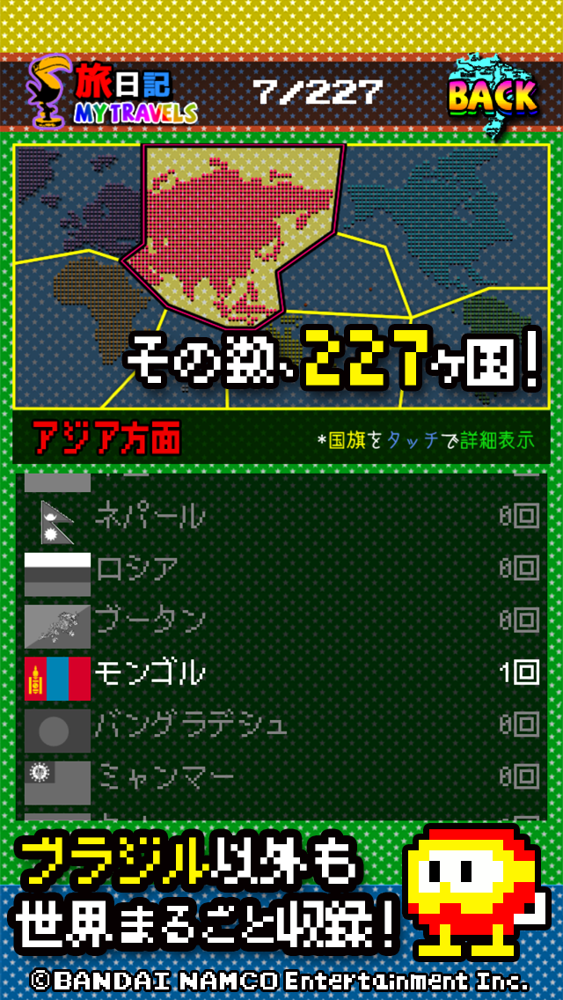 旅日記
MY TRAVELS
7/227
BACK
その数、227ヶ国!
アジア方面
*国旗をタッチで詳細表示
ネパール 0回
ロシア 0回
ブータン 0回
モンゴル 1回
バングラデシュ 0回
ミャンマー 0回
ブラジル以外も
世界まるごと収録!
©BANDAI NAMCO Entertainment Inc.